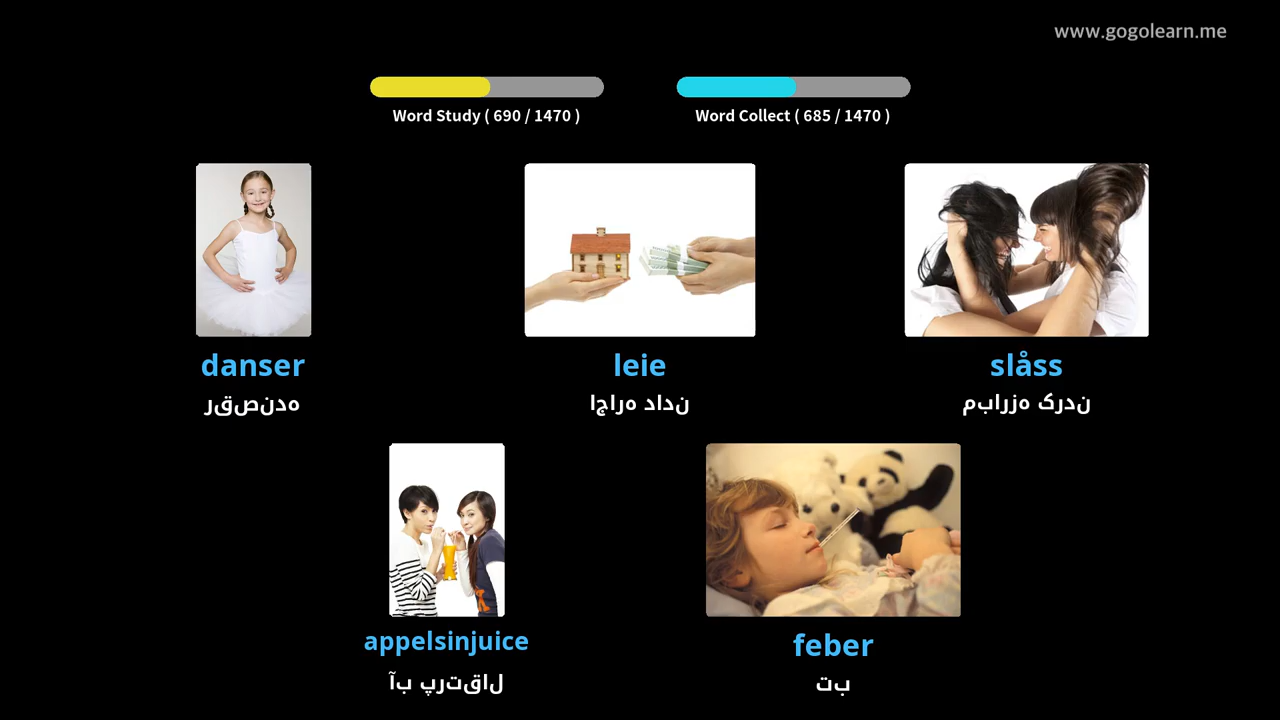 www.gogolearn.me
Word Study ( 690 / 1470 )
Word Collect ( 685 / 1470 )
danser
رقصنده
leie
اجاره دادن
slåss
مبارزه کردن
appelsinjuice
آب پرتقال
feber
تب